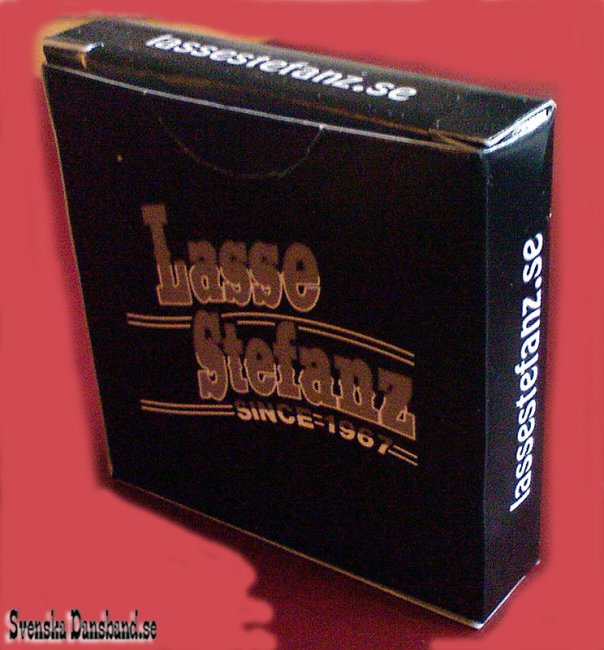 lassestefanz.se
Lasse
Stefanz
SINCE=1967
lassestefanz.se
Svenska Dansband.se